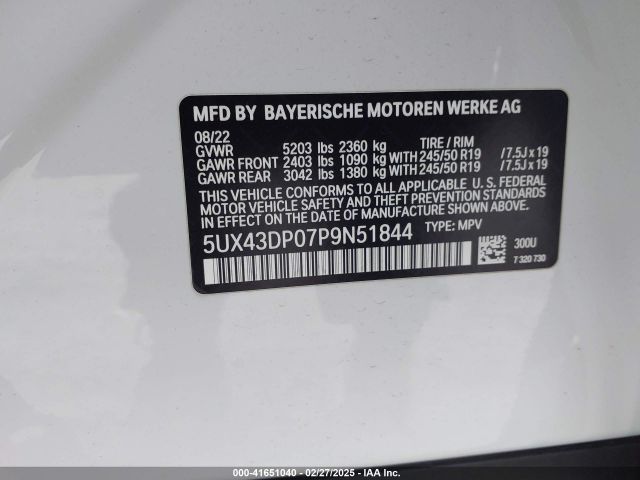 MFD BY BAYERISCHE MOTOREN WERKE AG
08/22
GVWR 5203 lbs 2360 kg TIRE / RIM
GAWR FRONT 2403 lbs 1090 kg WITH 245/50 R19 / 7.5J x 19
GAWR REAR 3042 lbs 1380 kg WITH 245/50 R19 / 7.5J x 19
THIS VEHICLE CONFORMS TO ALL APPLICABLE U. S. FEDERAL
MOTOR VEHICLE SAFETY AND THEFT PREVENTION STANDARDS
IN EFFECT ON THE DATE OF MANUFACTURE SHOWN ABOVE.
5UX43DP07P9N51844 TYPE: MPV
300U
7 320 730
000-41651040 - 02/27/2025 - IAAI.COM